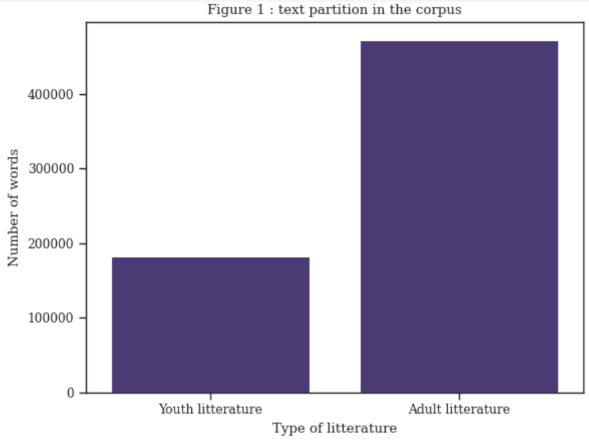 Figure 1 : text partition in the corpus
Number of words
400000
300000
200000
100000
0
Youth litterature
Adult litterature
Type of litterature